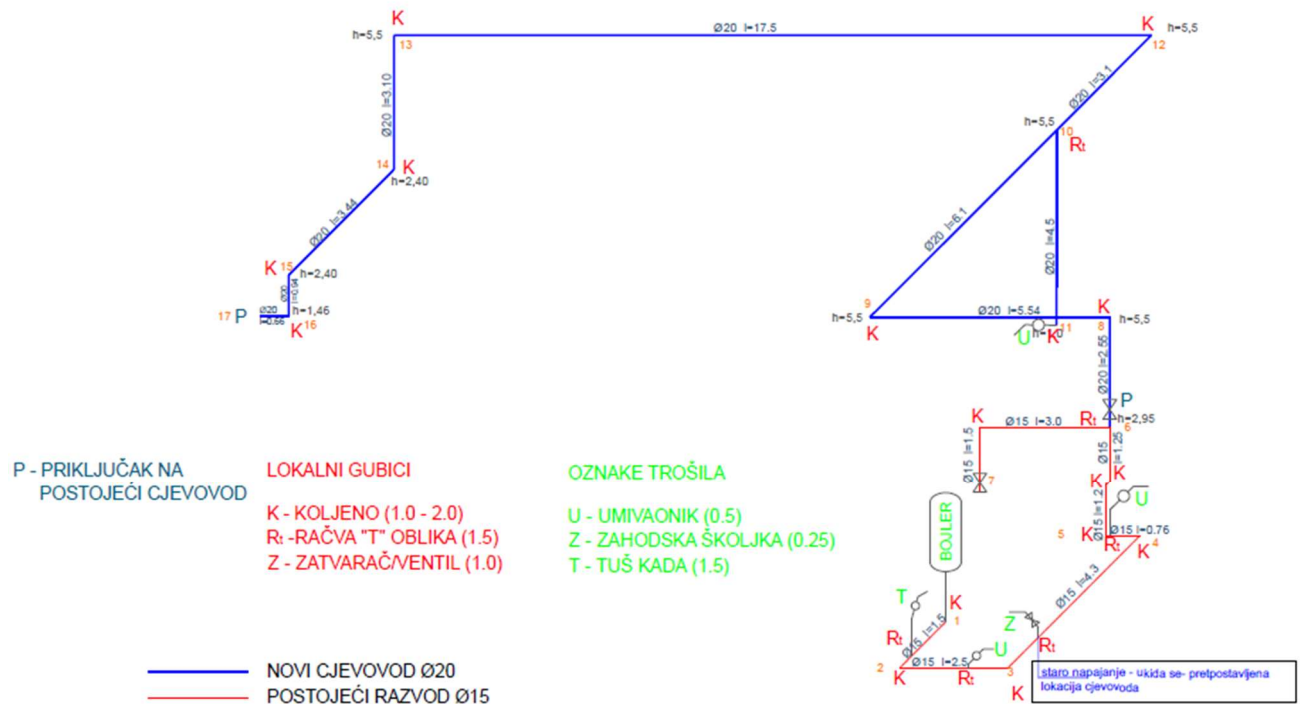 K
h=5,5
13
Ø20 l=17.5
K
h=5,5
12
Ø20 l=3.10
Ø20 l=3.1
h=5,5
10
Rt
14
K
h=2,40
Ø20 l=3.44
Ø20 l=6.1
Ø20 l=4.5
K 15
h=2,40
Ø20
l=0.94
17 P
Ø20
l=0.66
h=1,46
K 16
9
h=5,5
K
Ø20 l=5.54
K
8
h=5,5
11
U
K
Ø20 l=2.55
P
h=2,95
K
Ø15 l=3.0
Rt
6
Ø15 l=1.5
7
Ø15
l=1.25
K
K
U
Ø15 l=1.2
5
K
Rt
Ø15 l=0.76
4
K
P - PRIKLJUČAK NA
POSTOJEĆI CJEVOVOD
LOKALNI GUBICI
K - KOLJENO (1.0 - 2.0)
Rt -RAČVA "T" OBLIKA (1.5)
Z - ZATVARAČ/VENTIL (1.0)
OZNAKE TROŠILA
U - UMIVAONIK (0.5)
Z - ZAHODSKA ŠKOLJKA (0.25)
T - TUŠ KADA (1.5)
BOJLER
Ø15 l=4.3
T
K
1
Ø15 l=1.5
Rt
2
K
Ø15 l=2.5
Rt
U
3
K
Z
Rt
staro napajanje - ukida se- pretpostavljena
lokacija cjevovoda
NOVI CJEVOVOD Ø20
POSTOJEĆI RAZVOD Ø15